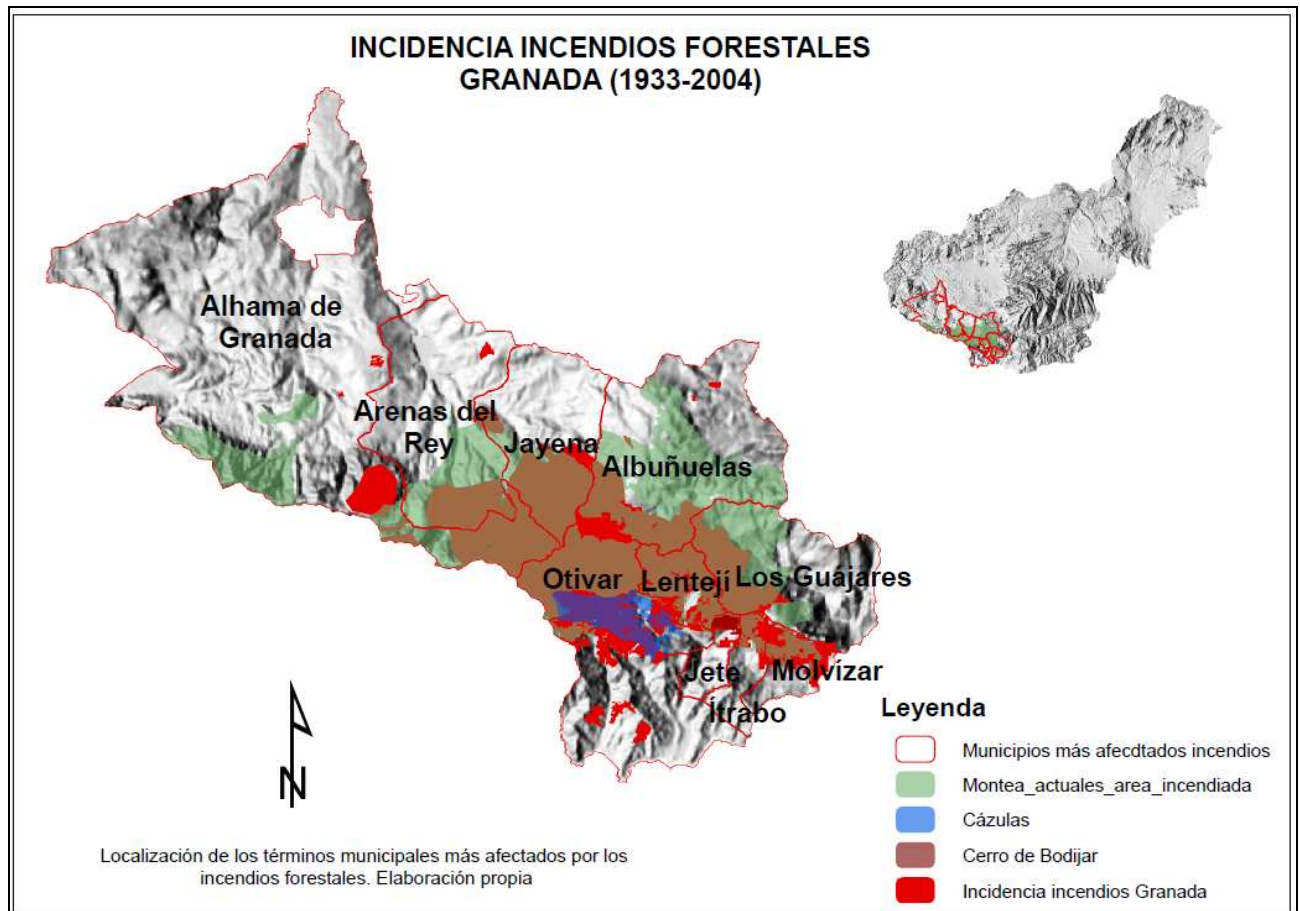 INCIDENCIA INCENDIOS FORESTALES
GRANADA (1933-2004)
Alhama de
Granada
Arenas del
Rey
Jayena
Albuñuelas
Otivar
Lentejí
Los Guajares
Jete
Molvízar
Ítrabo
N
Leyenda
Municipios más afecdtados incendios
Montea_actuales_area_incendiada
Cázulas
Cerro de Bodijar
Incidencia incendios Granada
Localización de los términos municipales más afectados por los
incendios forestales. Elaboración propia